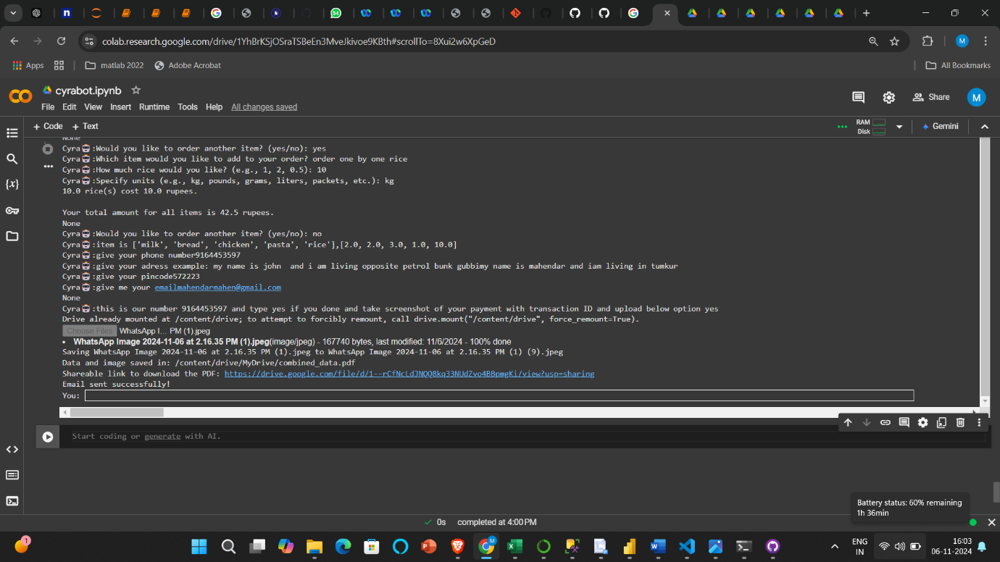 colab.research.google.com/drive/1YhBrKSjOSraTSBeEn3MveJkivoe9KBth#scrollTo=8Xui2w6XpGeD
M
Apps
matlab 2022
Adobe Acrobat
All Bookmarks
cyrabot.ipynb
File Edit View Insert Runtime Tools Help All changes saved
Share
M
+ Code + Text
RAM
Disk
Gemini
None
Cyra🤖:Would you like to order another item? (yes/no): yes
Cyra🤖:Which item would you like to add to your order? order one by one rice
Cyra🤖:How much rice would you like? (e.g., 1, 2, 0.5): 10
Cyra🤖:Specify units (e.g., kg, pounds, grams, liters, packets, etc.): kg
10.0 rice(s) cost 10.0 rupees.
Your total amount for all items is 42.5 rupees.
None
Cyra🤖:Would you like to order another item? (yes/no): no
Cyra🤖:item is ['milk', 'bread', 'chicken', 'pasta', 'rice'],[2.0, 2.0, 3.0, 1.0, 10.0]
Cyra🤖:give your phone number9164453597
Cyra🤖:give your adress example: my name is john  and i am living opposite petrol bunk gubbimy name is mahendar and iam living in tumkur
Cyra🤖:give your pincode572223
Cyra🤖:give me your emailmahendarmahen@gmail.com
None
Cyra🤖:this is our number 9164453597 and type yes if you done and take screenshot of your payment with transaction ID and upload below option yes
Drive already mounted at /content/drive; to attempt to forcibly remount, call drive.mount("/content/drive", force_remount=True).
Choose Files WhatsApp I... PM (1).jpeg
• WhatsApp Image 2024-11-06 at 2.16.35 PM (1).jpeg(image/jpeg) - 167740 bytes, last modified: 11/6/2024 - 100% done
Saving WhatsApp Image 2024-11-06 at 2.16.35 PM (1).jpeg to WhatsApp Image 2024-11-06 at 2.16.35 PM (1) (9).jpeg
Data and image saved in: /content/drive/MyDrive/combined_data.pdf
Shareable link to download the PDF: https://drive.google.com/file/d/1--rCfNcLdJNQQ8kq33NUdZvo4BBpmgKi/view?usp=sharing
Email sent successfully!
You:
Start coding or generate with AI.
Battery status: 60% remaining
1h 36min
0s completed at 4:00 PM
1
ENG
IN
16:03
06-11-2024